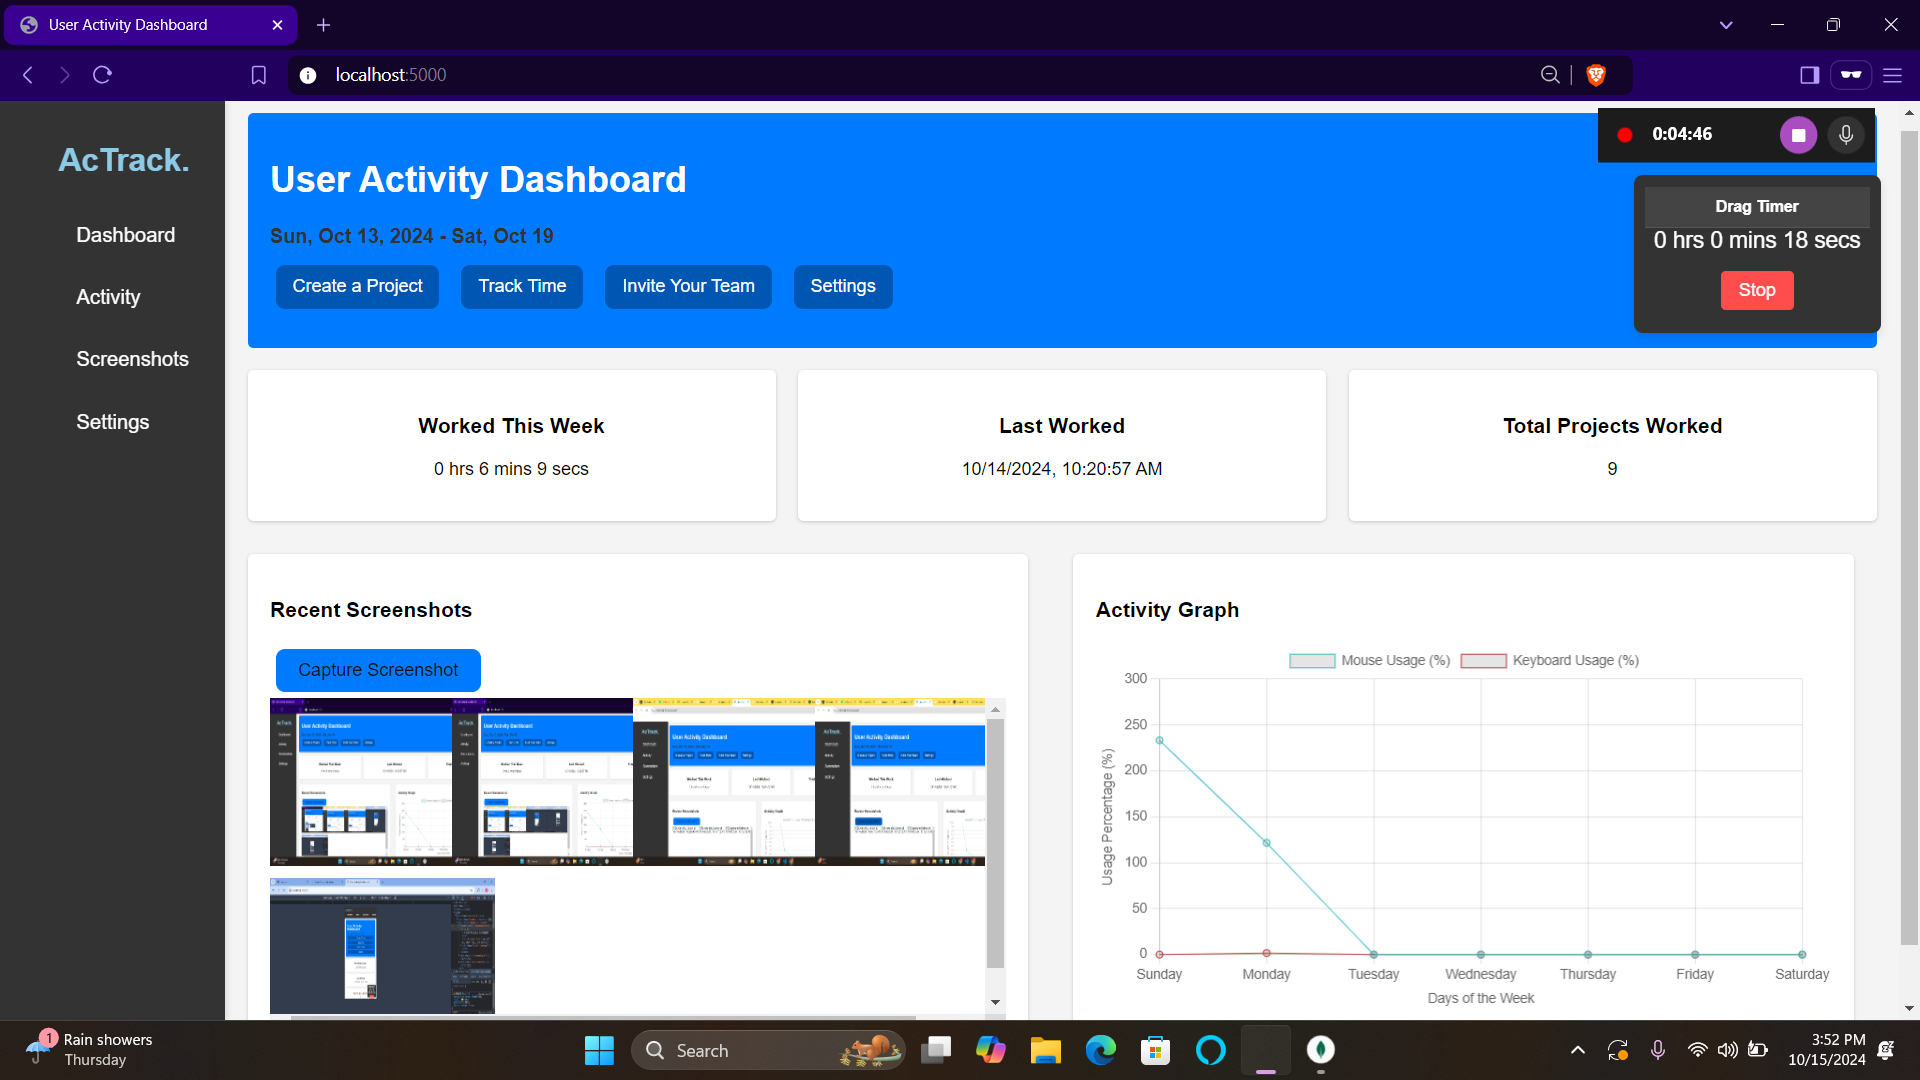 User Activity Dashboard
localhost:5000
AcTrack.
Dashboard
Activity
Screenshots
Settings
User Activity Dashboard
Sun, Oct 13, 2024 - Sat, Oct 19
Create a Project
Track Time
Invite Your Team
Settings
0:04:46
Drag Timer
0 hrs 0 mins 18 secs
Stop
Worked This Week
0 hrs 6 mins 9 secs
Last Worked
10/14/2024, 10:20:57 AM
Total Projects Worked
9
Recent Screenshots
Capture Screenshot
Activity Graph
Mouse Usage (%)
Keyboard Usage (%)
300
250
200
150
100
50
0
Usage Percentage (%)
Sunday
Monday
Tuesday
Wednesday
Thursday
Friday
Saturday
Days of the Week
1
Rain showers
Thursday
Search
3:52 PM
10/15/2024